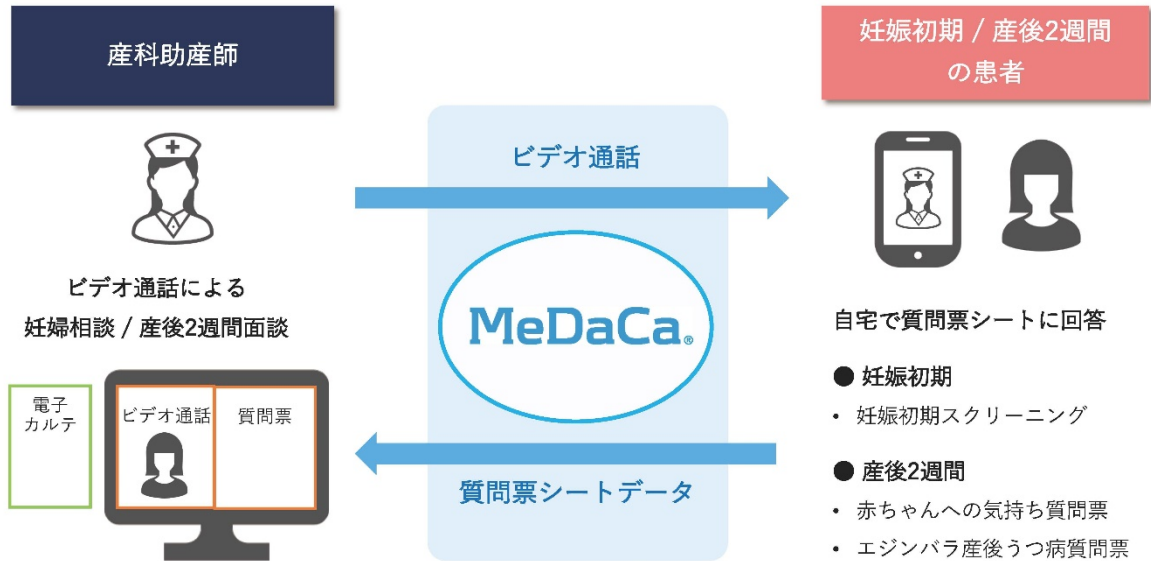 産科助産師
妊娠初期 / 産後2週間
の患者
ビデオ通話
ビデオ通話による
妊婦相談 / 産後2週間面談
MeDaCa®
自宅で質問票シートに回答
● 妊娠初期
• 妊娠初期スクリーニング
電子
カルテ
ビデオ通話
質問票
質問票シートデータ
● 産後2週間
• 赤ちゃんへの気持ち質問票
• エジンバラ産後うつ病質問票